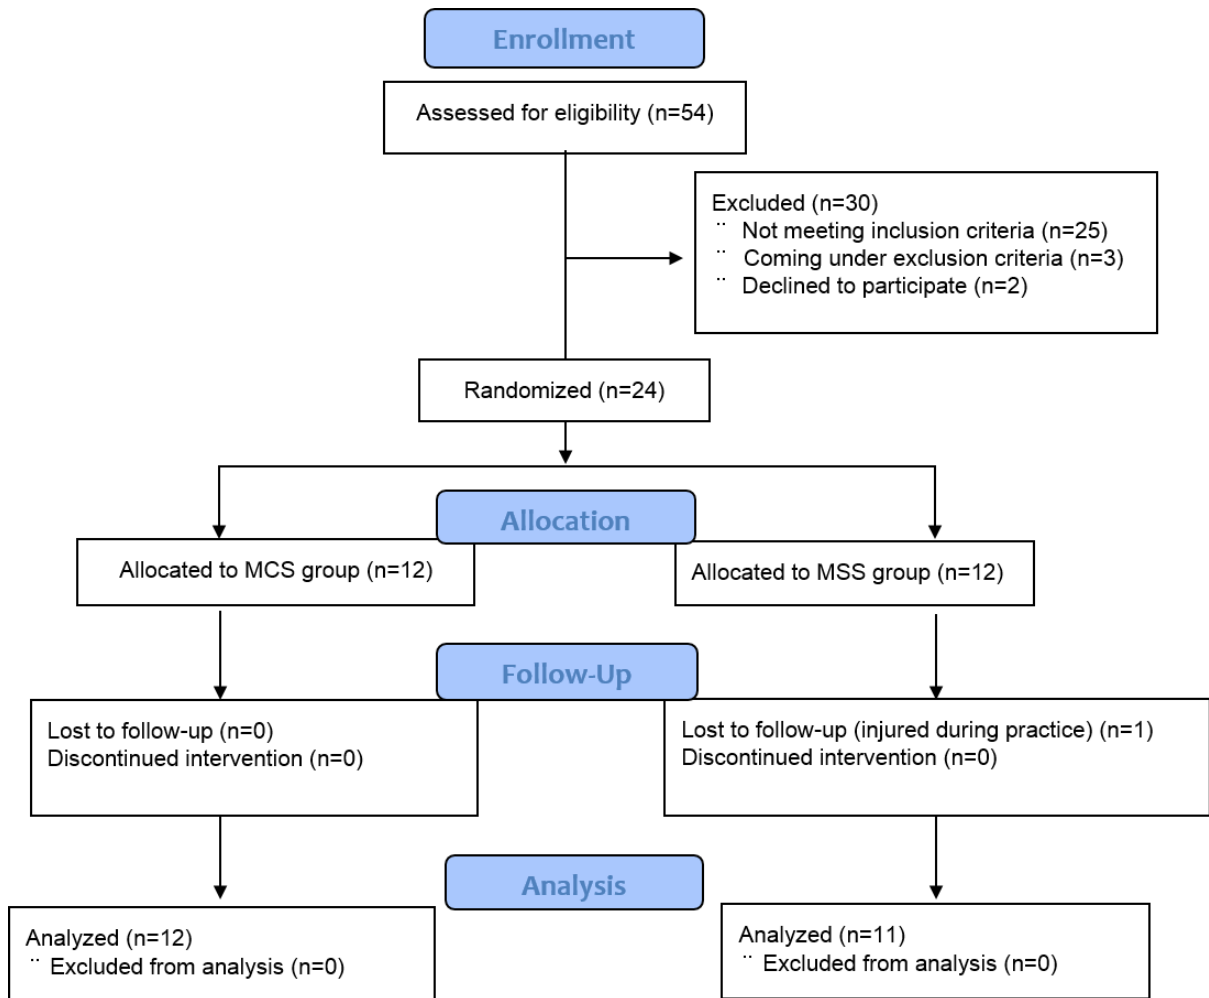 Enrollment
Assessed for eligibility (n=54)
Excluded (n=30)
¨ Not meeting inclusion criteria (n=25)
¨ Coming under exclusion criteria (n=3)
¨ Declined to participate (n=2)
Randomized (n=24)
Allocation
Allocated to MCS group (n=12)
Allocated to MSS group (n=12)
Follow-Up
Lost to follow-up (n=0)
Discontinued intervention (n=0)
Lost to follow-up (injured during practice) (n=1)
Discontinued intervention (n=0)
Analysis
Analyzed (n=12)
¨ Excluded from analysis (n=0)
Analyzed (n=11)
¨ Excluded from analysis (n=0)